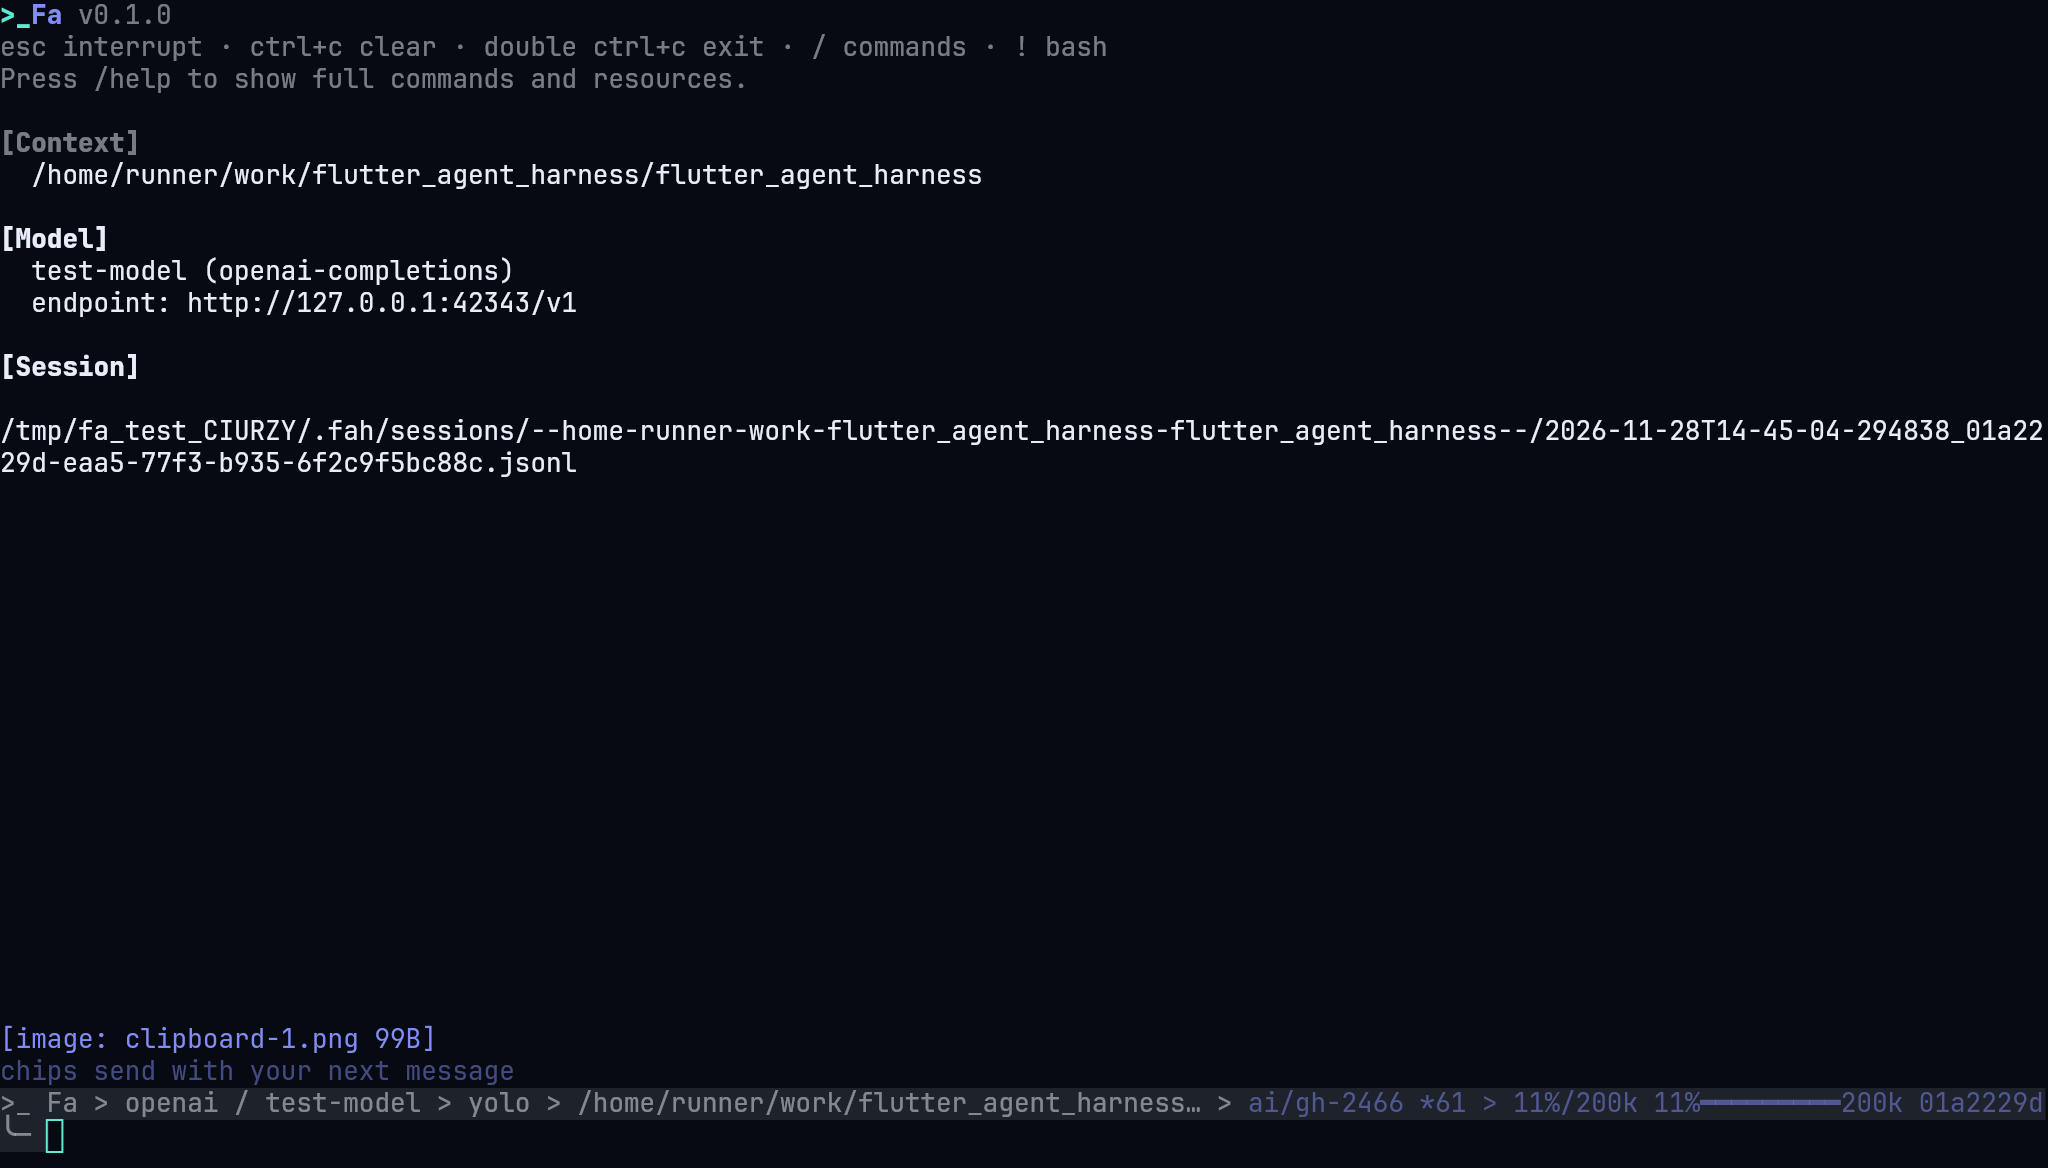 >_Fa v0.1.0
esc interrupt · ctrl+c clear · double ctrl+c exit · / commands · ! bash
Press /help to show full commands and resources.
[Context]
/home/runner/work/flutter_agent_harness/flutter_agent_harness
[Model]
test-model (openai-completions)
endpoint: http://127.0.0.1:42343/v1
[Session]
/tmp/fa_test_CIURZY/.fah/sessions/--home-runner-work-flutter_agent_harness-flutter_agent_harness--/2026-11-28T14-45-04-294838_01a22
29d-eaa5-77f3-b935-6f2c9f5bc88c.jsonl
[image: clipboard-1.png 99B]
chips send with your next message
>_ Fa > openai / test-model > yolo > /home/runner/work/flutter_agent_harness… > ai/gh-2466 *61 > 11%/200k 11%━━━━━━━━━200k 01a2229d